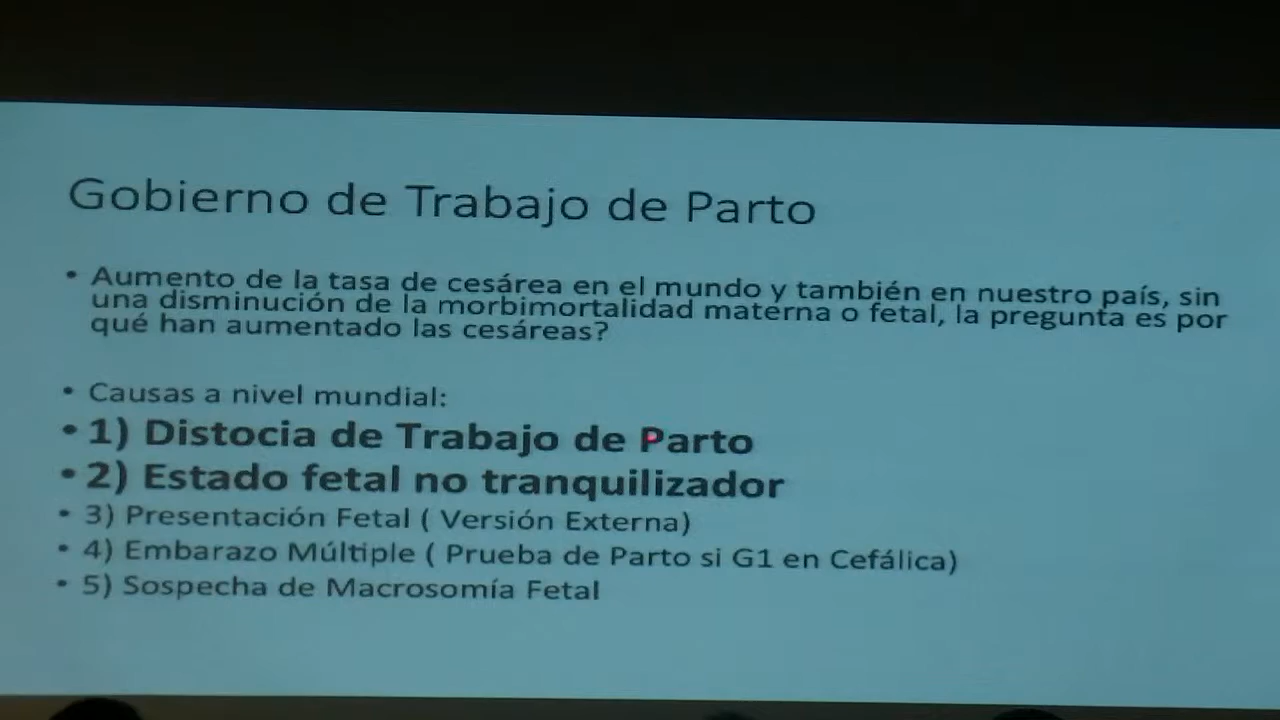 Gobierno de Trabajo de Parto
• Aumento de la tasa de cesárea en el mundo y también en nuestro país, sin
una disminución de la morbimortalidad materna o fetal, la pregunta es por
qué han aumentado las cesáreas?
• Causas a nivel mundial:
• 1) Distocia de Trabajo de Parto
• 2) Estado fetal no tranquilizador
• 3) Presentación Fetal ( Versión Externa)
• 4) Embarazo Múltiple ( Prueba de Parto si G1 en Cefálica)
• 5) Sospecha de Macrosomía Fetal